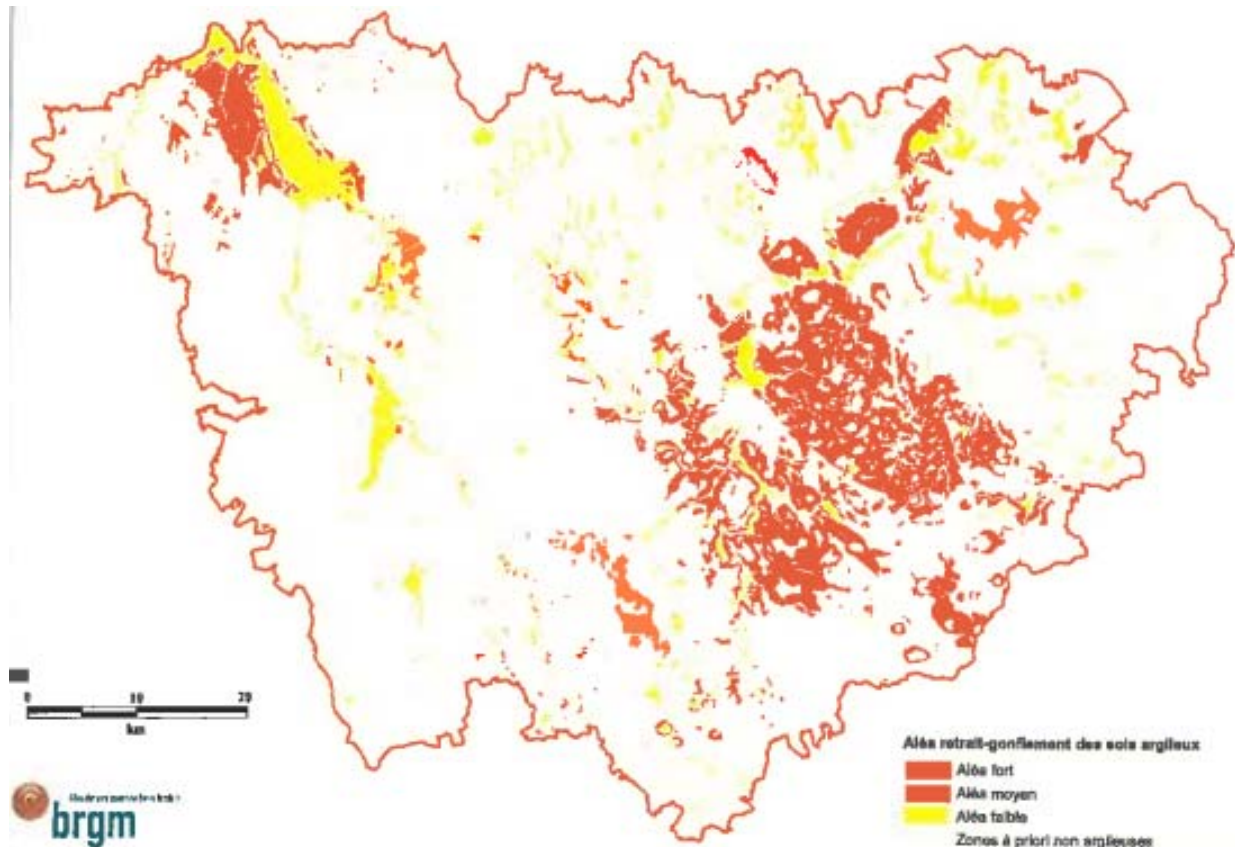 0 10 20
km
brgm
Aléa retrait-gonflement des sols argileux
Aléa fort
Aléa moyen
Aléa faible
Zones à priori non argileuses